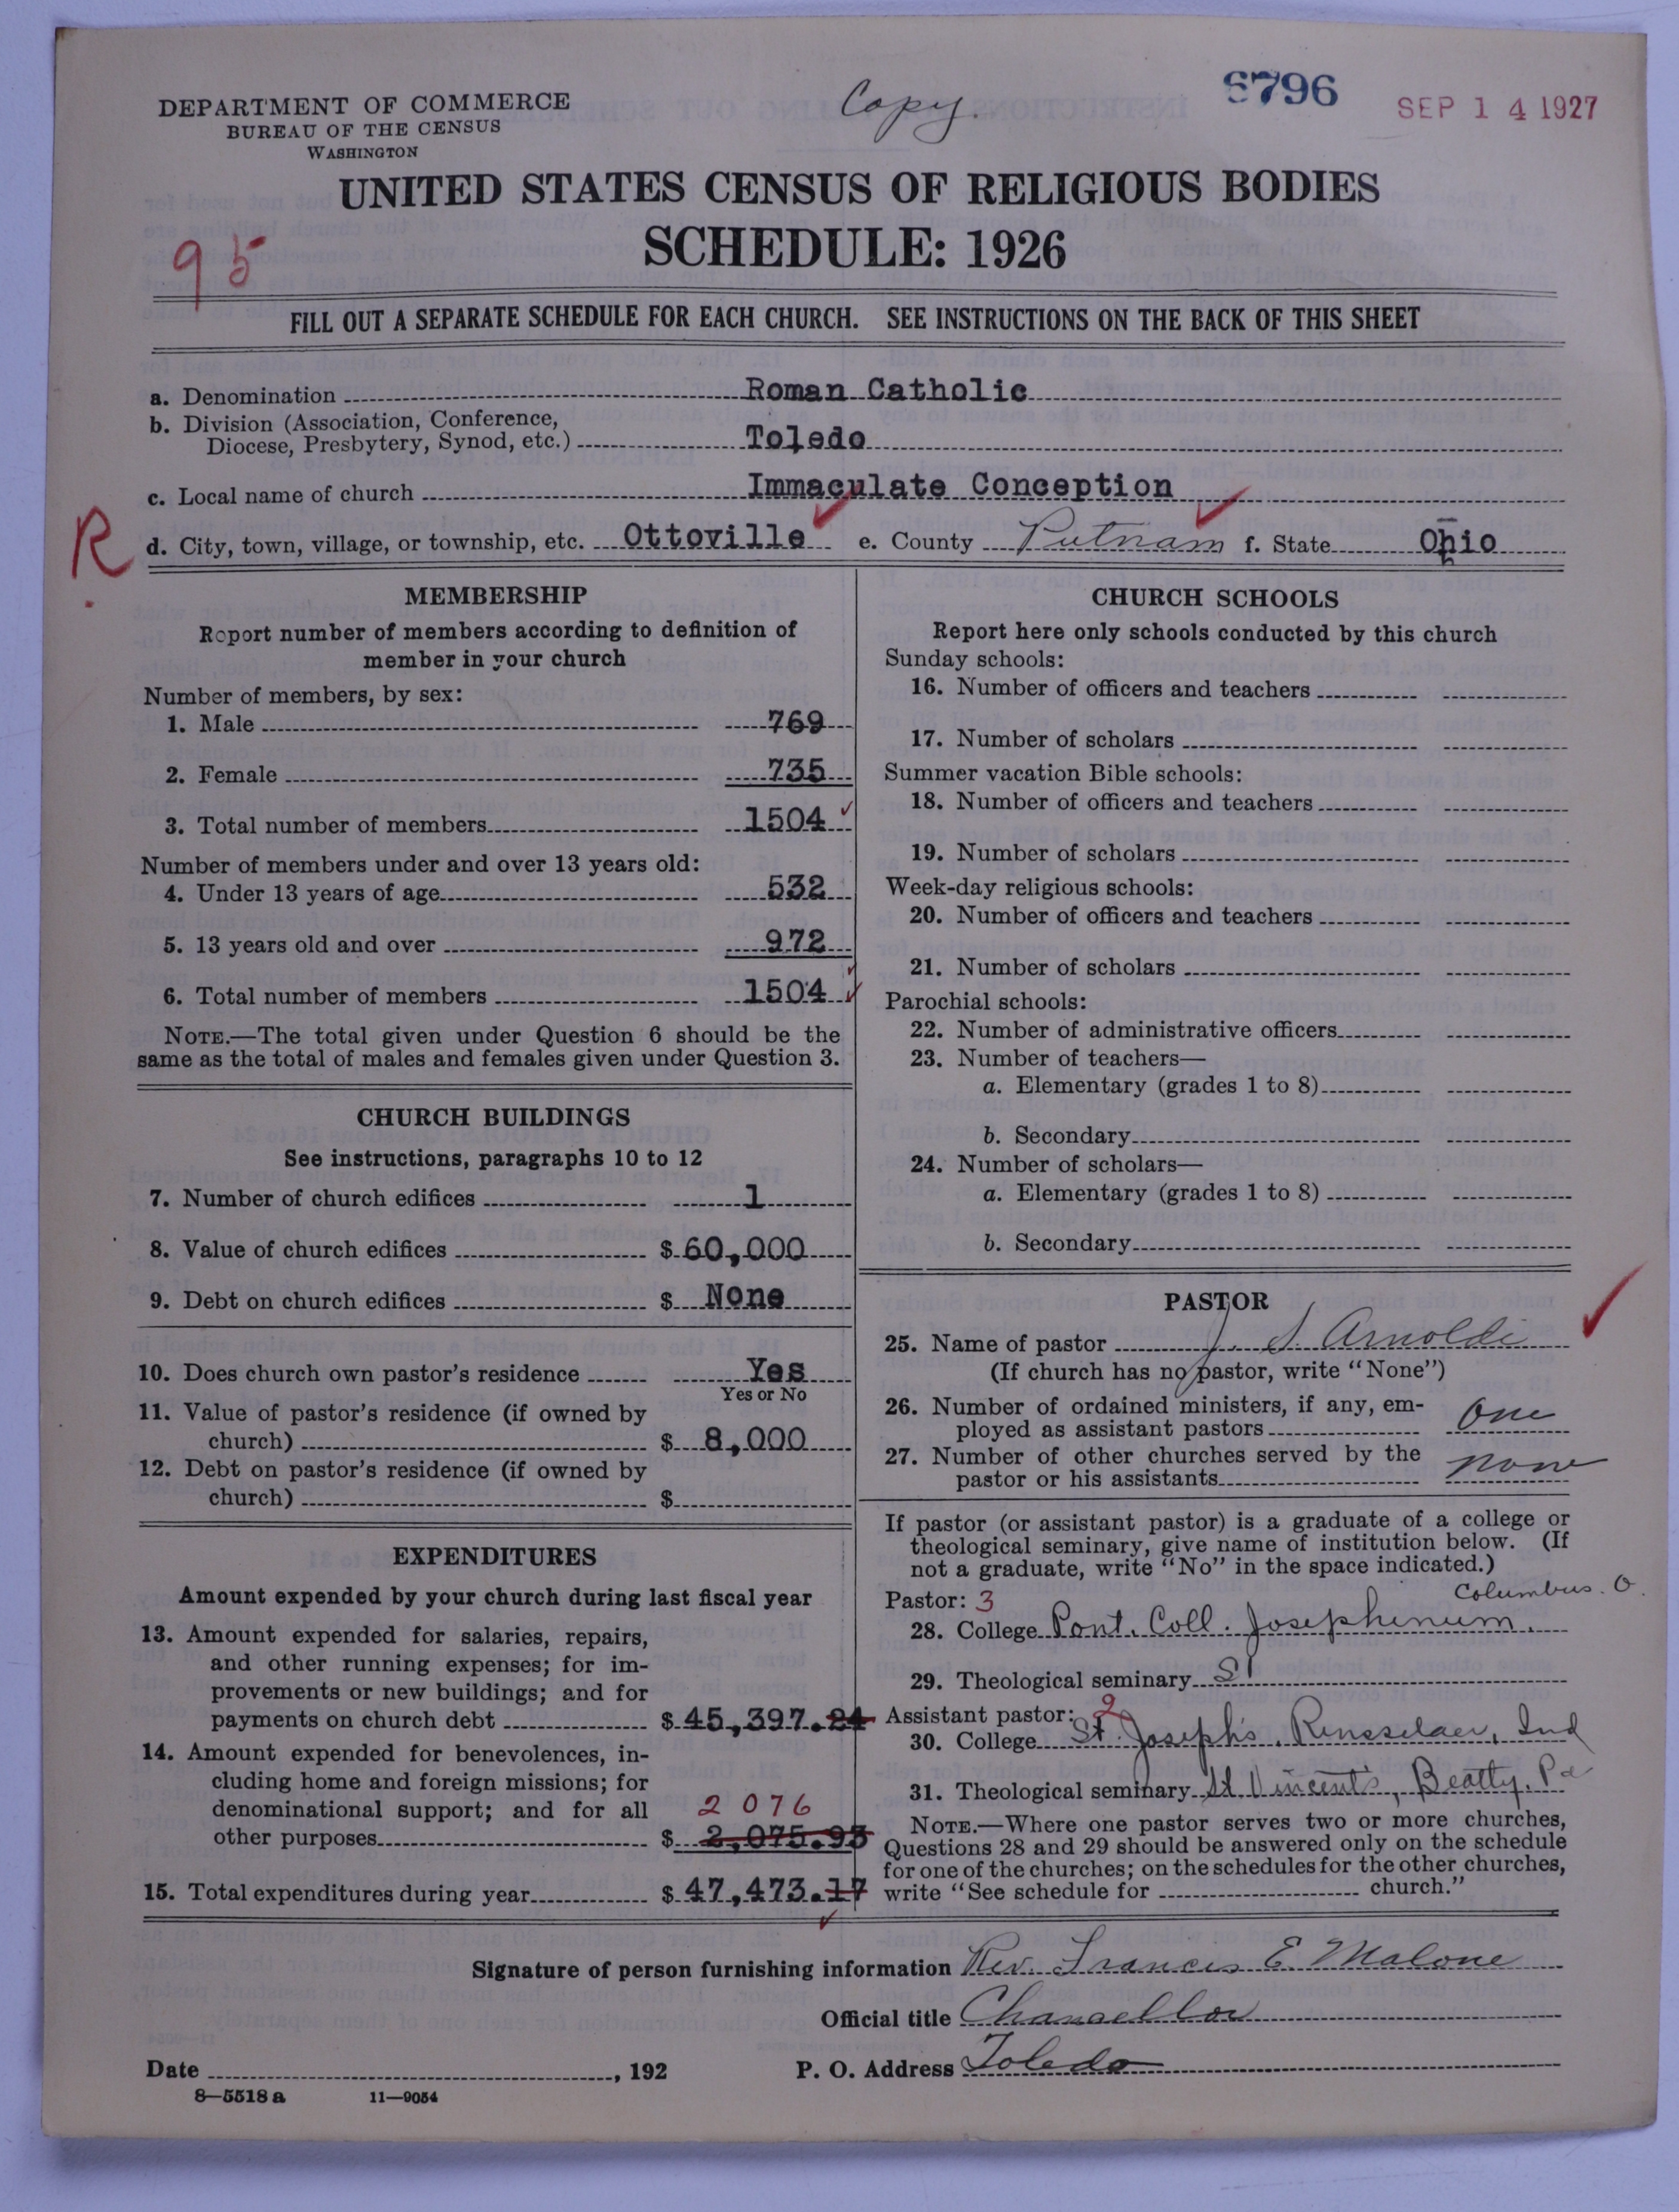 DEPARTMENT OF COMMERCE
BUREAU OF THE CENSUS
WASHINGTON
Copy.
6796
SEP 14 1927
UNITED STATES CENSUS OF RELIGIOUS BODIES
SCHEDULE: 1926
95
FILL OUT A SEPARATE SCHEDULE FOR EACH CHURCH. SEE INSTRUCTIONS ON THE BACK OF THIS SHEET
a. Denomination Roman Catholic
b. Division (Association, Conference,
Diocese, Presbytery, Synod, etc.) Toledo
c. Local name of church Immaculate Conception
R
d. City, town, village, or township, etc. Ottoville e. County Putnam f. State Ohio
MEMBERSHIP
Report number of members according to definition of
member in your church
Number of members, by sex:
1. Male 769
2. Female 735
3. Total number of members 1504
Number of members under and over 13 years old:
4. Under 13 years of age 532
5. 13 years old and over 972
6. Total number of members 1504
NOTE.—The total given under Question 6 should be the
same as the total of males and females given under Question 3.
CHURCH BUILDINGS
See instructions, paragraphs 10 to 12
7. Number of church edifices 1
8. Value of church edifices $ 60,000
9. Debt on church edifices $ None
10. Does church own pastor's residence Yes
Yes or No
11. Value of pastor's residence (if owned by
church) $ 8,000
12. Debt on pastor's residence (if owned by
church) $
EXPENDITURES
Amount expended by your church during last fiscal year
13. Amount expended for salaries, repairs,
and other running expenses; for im-
provements or new buildings; and for
payments on church debt $ 45,397.24
14. Amount expended for benevolences, in-
cluding home and foreign missions; for
denominational support; and for all 2076
other purposes $ 2,075.93
15. Total expenditures during year $ 47,473.17
CHURCH SCHOOLS
Report here only schools conducted by this church
Sunday schools:
16. Number of officers and teachers
17. Number of scholars
Summer vacation Bible schools:
18. Number of officers and teachers
19. Number of scholars
Week-day religious schools:
20. Number of officers and teachers
21. Number of scholars
Parochial schools:
22. Number of administrative officers
23. Number of teachers—
a. Elementary (grades 1 to 8)
b. Secondary
24. Number of scholars—
a. Elementary (grades 1 to 8)
b. Secondary
PASTOR
25. Name of pastor J. S. Arnoldi
(If church has no pastor, write "None")
26. Number of ordained ministers, if any, em-
ployed as assistant pastors One
27. Number of other churches served by the
pastor or his assistants none
If pastor (or assistant pastor) is a graduate of a college or
theological seminary, give name of institution below. (If
not a graduate, write "No" in the space indicated.)
Pastor: 3 Columbus. O.
28. College Pont. Coll. Josephinum.
29. Theological seminary
Assistant pastor: 2
30. College St. Joseph's, Rensselaer, Ind
31. Theological seminary St Vincent's, Beatty, Pa
NOTE.—Where one pastor serves two or more churches,
Questions 28 and 29 should be answered only on the schedule
for one of the churches; on the schedules for the other churches,
write "See schedule for church."
Signature of person furnishing information Rev. Francis E. Malone
Official title Chancellor
Date , 192 P. O. Address Toledo
8—5518 a 11—9054